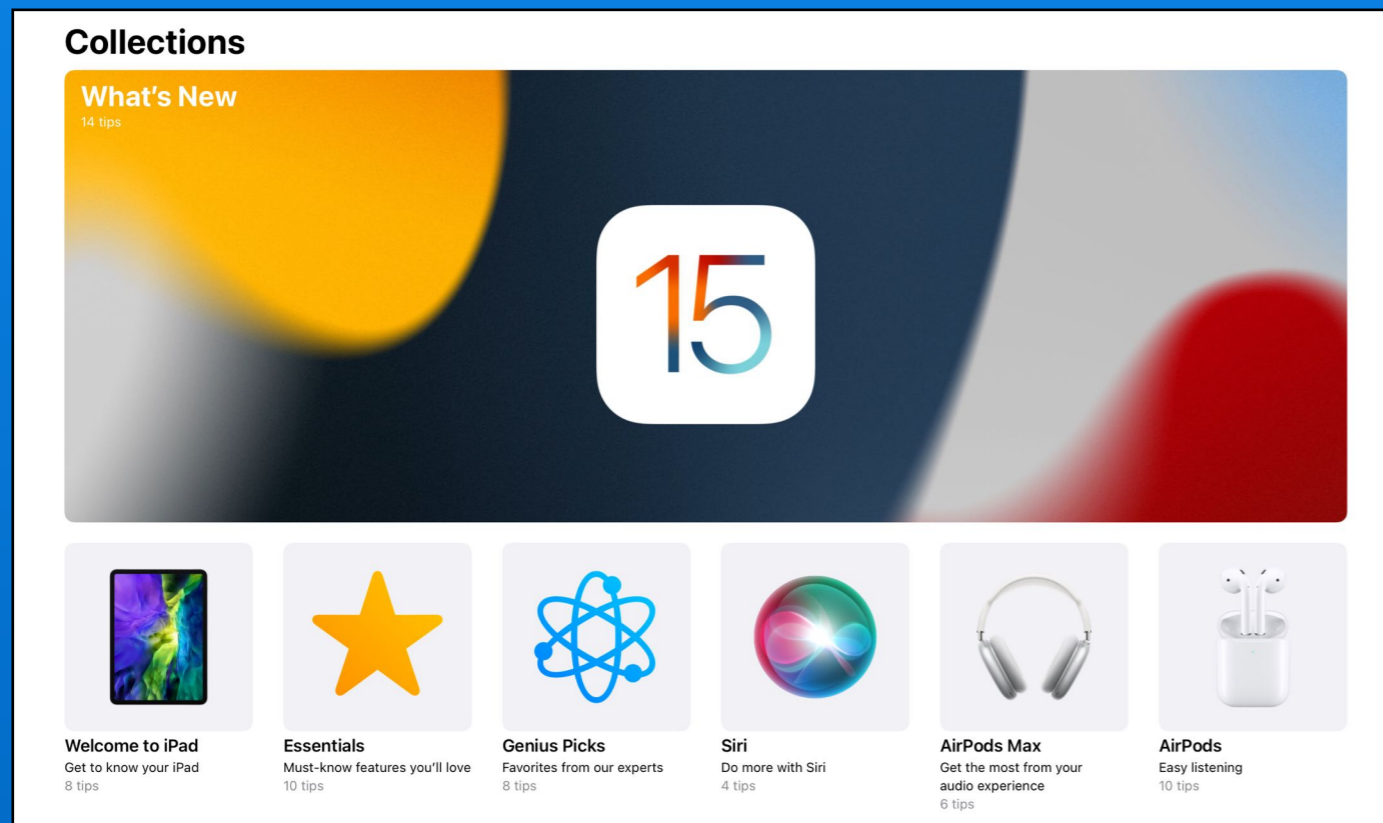 Collections
What's New
14 tips
15
Welcome to iPad
Get to know your iPad
8 tips
Essentials
Must-know features you'll love
10 tips
Genius Picks
Favorites from our experts
8 tips
Siri
Do more with Siri
4 tips
AirPods Max
Get the most from your
audio experience
6 tips
AirPods
Easy listening
10 tips